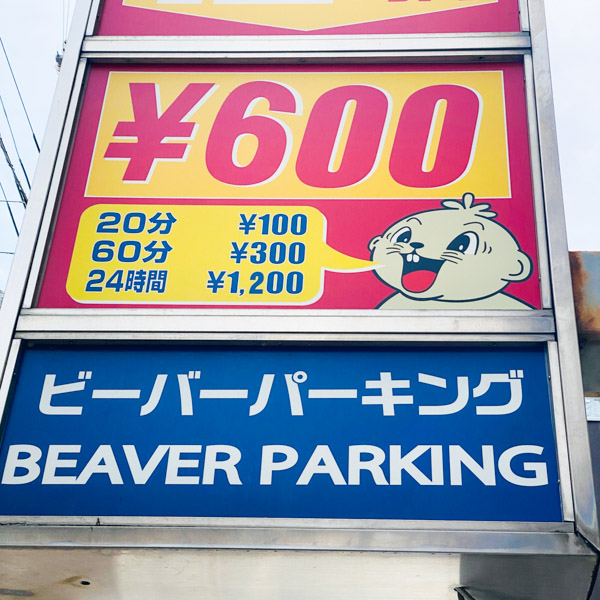 ¥600
20分 ¥100
60分 ¥300
24時間 ¥1,200
ビーバーパーキング
BEAVER PARKING